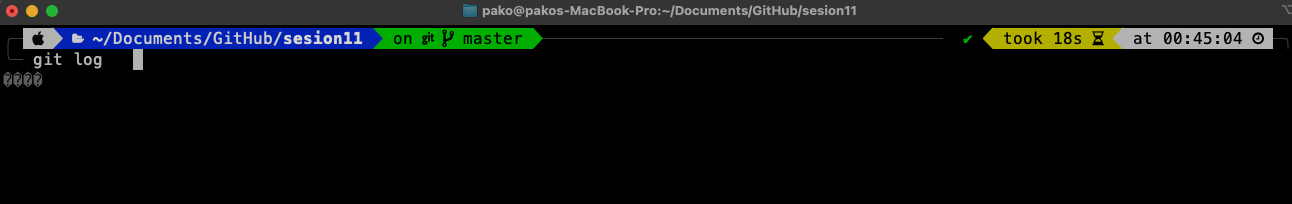 pako@pakos-MacBook-Pro:~/Documents/GitHub/sesion11
~/Documents/GitHub/sesion11 on git master ✔ took 18s at 00:45:04
git log
����